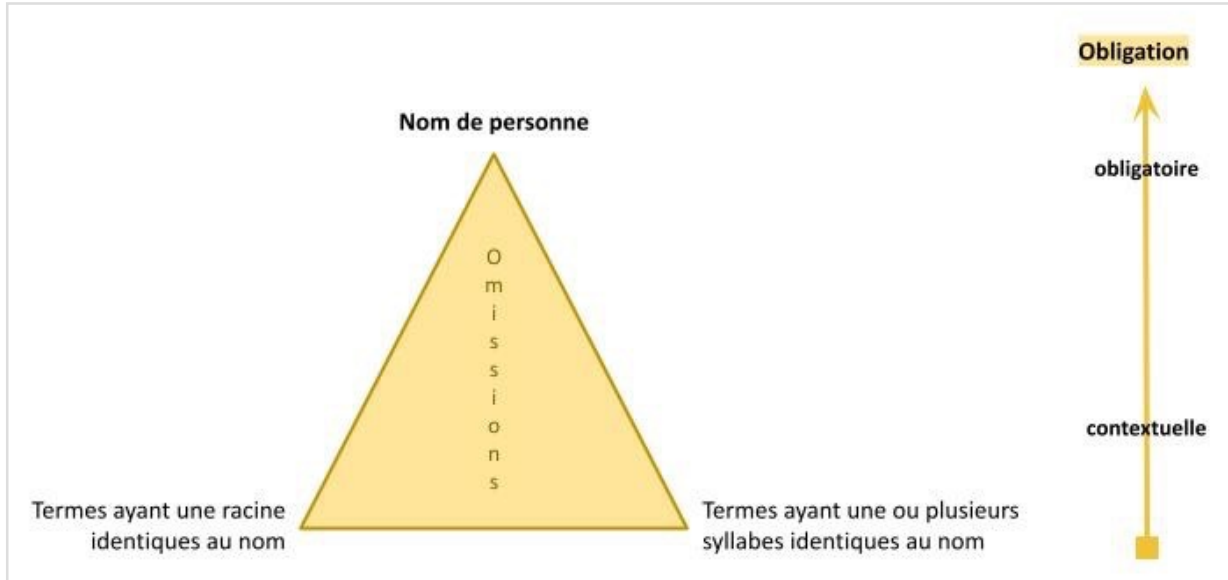 Obligation
Nom de personne
obligatoire
Omissions
contextuelle
Termes ayant une racine
identiques au nom
Termes ayant une ou plusieurs
syllabes identiques au nom